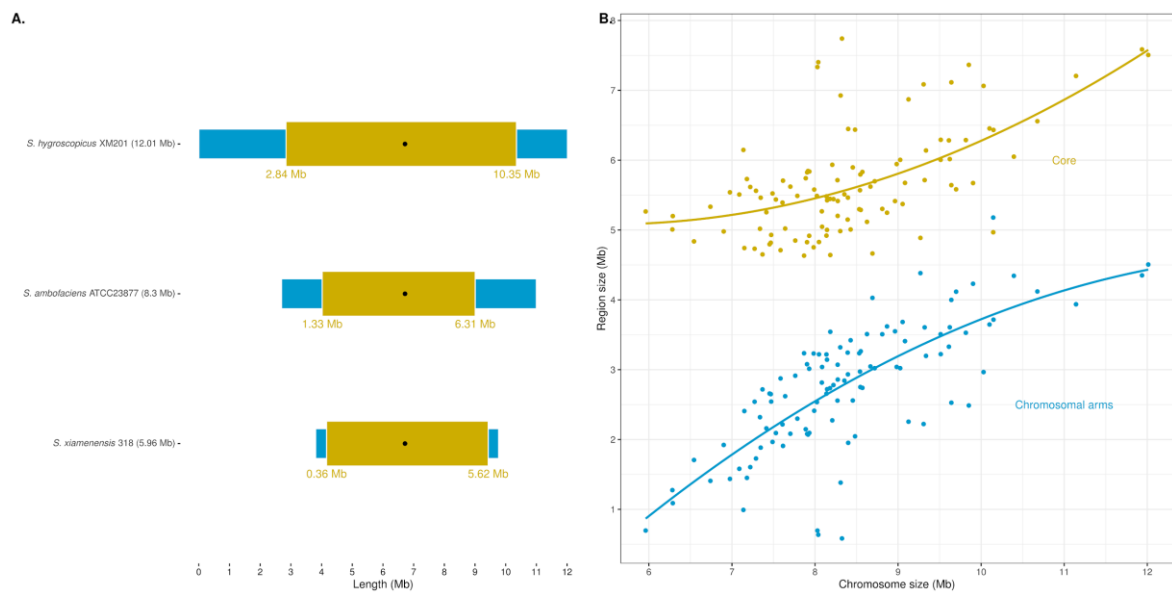 A.
S. hygroscopicus XM201 (12.01 Mb)
2.84 Mb
10.35 Mb
S. ambofaciens ATCC23877 (8.3 Mb)
1.33 Mb
6.31 Mb
S. xiamenensis 318 (5.96 Mb)
0.36 Mb
5.62 Mb
0 1 2 3 4 5 6 7 8 9 10 11 12
Length (Mb)
B.
8
7
6
5
4
3
2
1
Region size (Mb)
Core
Chromosomal arms
6 7 8 9 10 11 12
Chromosome size (Mb)